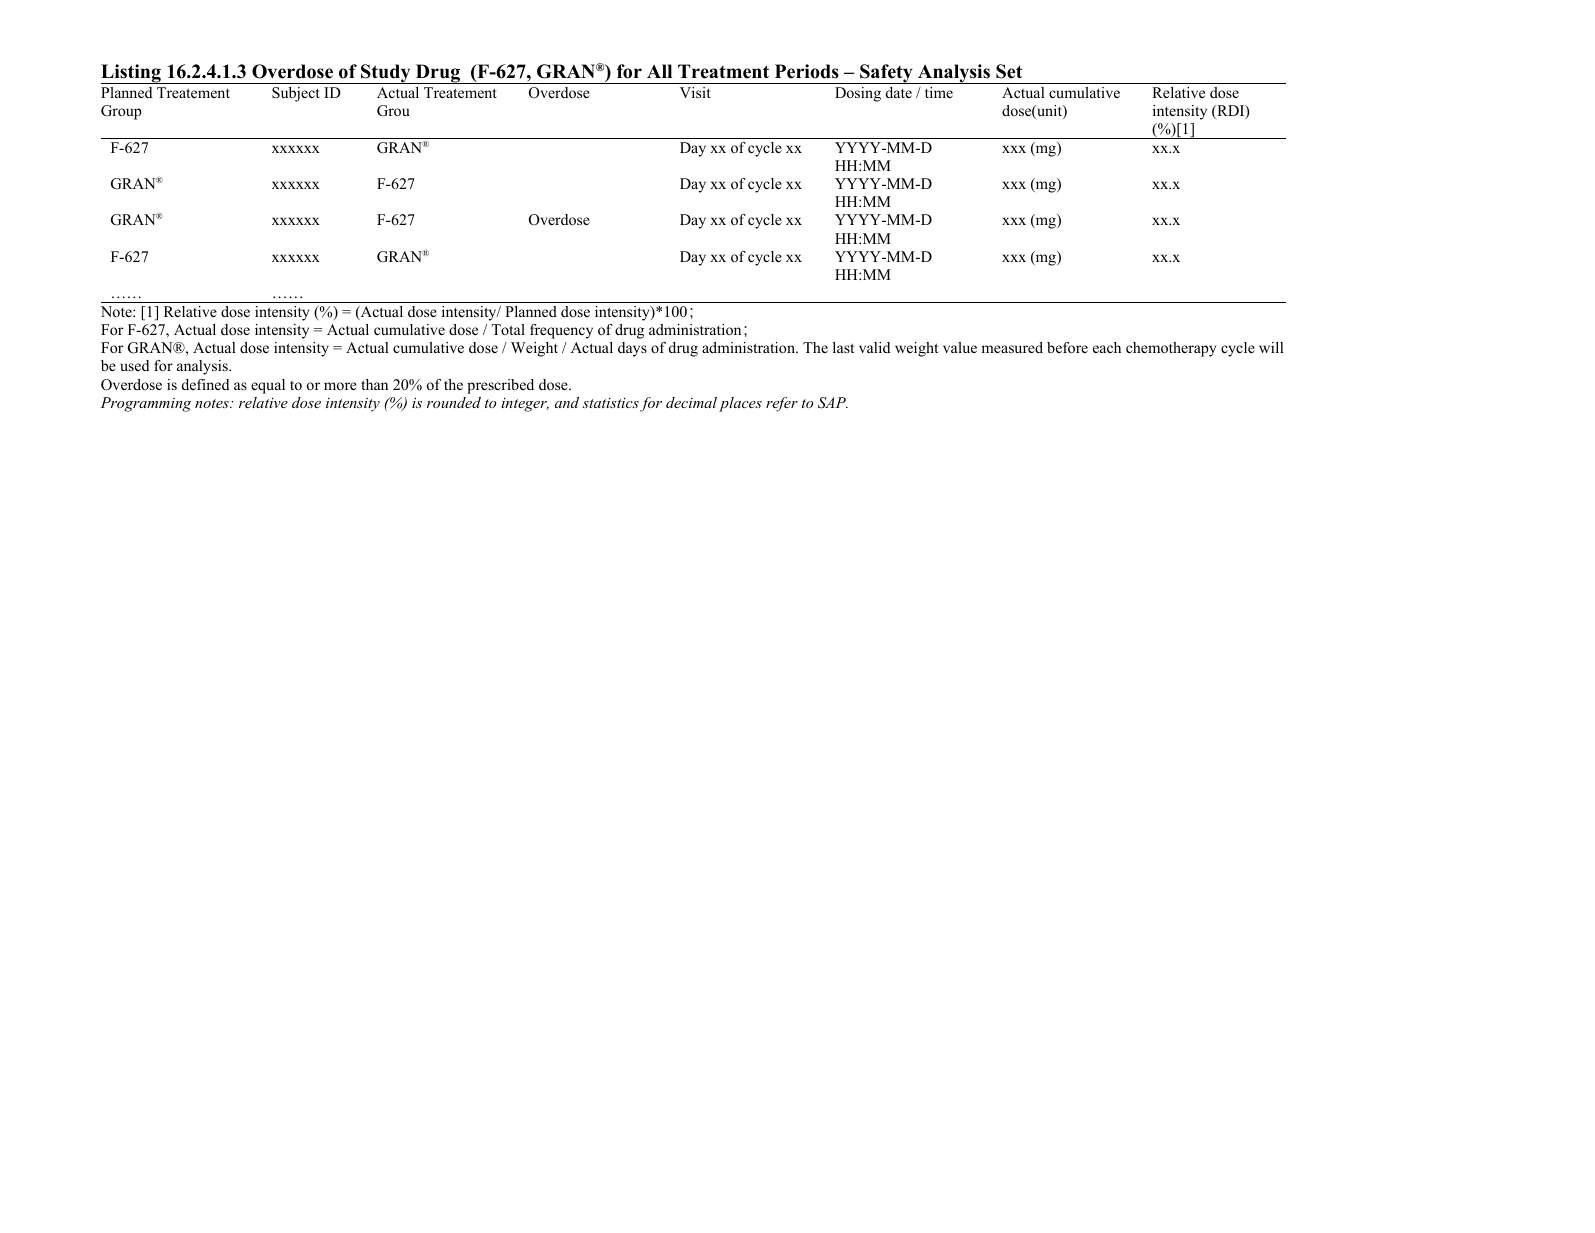 Listing 16.2.4.1.3 Overdose of Study Drug  (F-627, GRAN®) for All Treatment Periods – Safety Analysis Set
Planned Treatement Group Subject ID Actual Treatement Grou Overdose Visit Dosing date / time Actual cumulative dose(unit) Relative dose intensity (RDI) (%)[1]
F-627 xxxxxx GRAN® Day xx of cycle xx YYYY-MM-D HH:MM xxx (mg) xx.x
GRAN® xxxxxx F-627 Day xx of cycle xx YYYY-MM-D HH:MM xxx (mg) xx.x
GRAN® xxxxxx F-627 Overdose Day xx of cycle xx YYYY-MM-D HH:MM xxx (mg) xx.x
F-627 xxxxxx GRAN® Day xx of cycle xx YYYY-MM-D HH:MM xxx (mg) xx.x
…… ……
Note: [1] Relative dose intensity (%) = (Actual dose intensity/ Planned dose intensity)*100；
For F-627, Actual dose intensity = Actual cumulative dose / Total frequency of drug administration；
For GRAN®, Actual dose intensity = Actual cumulative dose / Weight / Actual days of drug administration. The last valid weight value measured before each chemotherapy cycle will
be used for analysis.
Overdose is defined as equal to or more than 20% of the prescribed dose.
Programming notes: relative dose intensity (%) is rounded to integer, and statistics for decimal places refer to SAP.